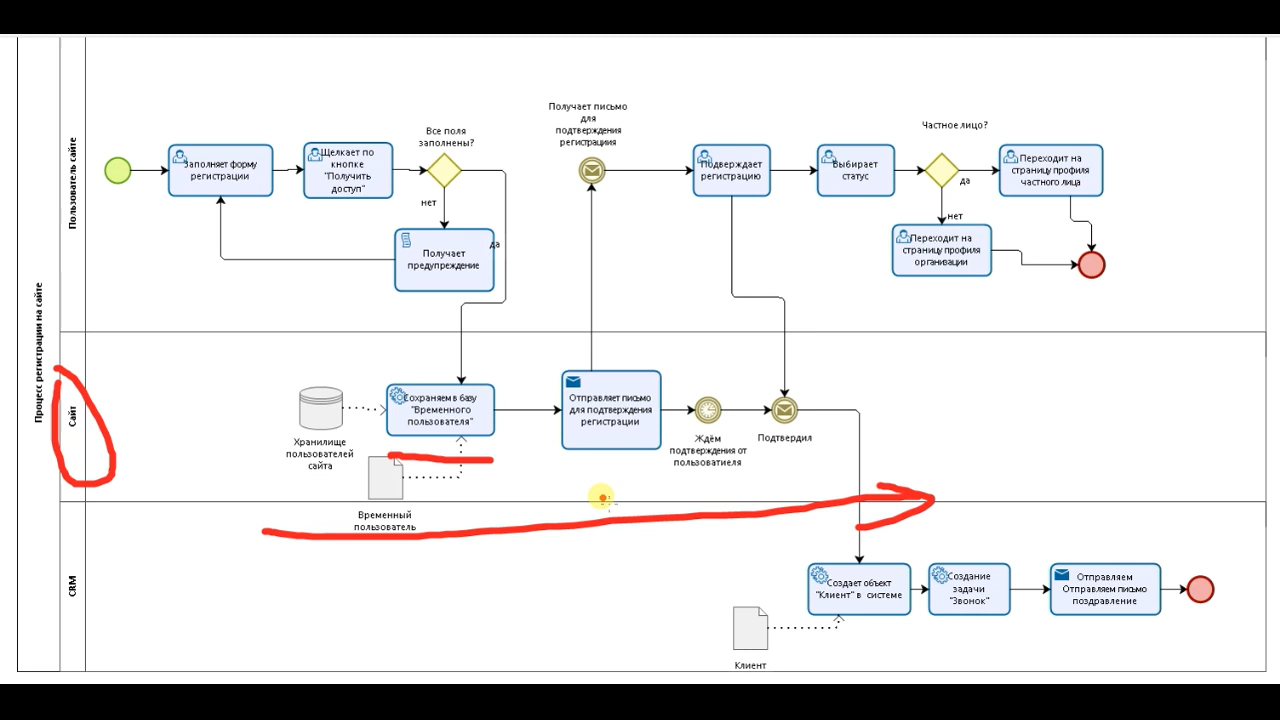 Процесс регистрации на сайте
Пользователь сайте
Заполняет форму
регистрации
Щелкает по
кнопке
"Получить
доступ"
Все поля
заполнены?
нет
да
Получает
предупреждение
Получает письмо
для
подтверждения
регистрациия
Подверждает
регистрацию
Выбирает
статус
Частное лицо?
да
нет
Переходит на
страницу профиля
частного лица
Переходит на
страницу профиля
организации
Сайт
Хранилище
пользователей
сайта
Сохраняем в базу
"Временного
пользователя"
Временный
пользователь
Отправляет письмо
для подтверждения
регистрации
Ждём
подтверждения от
пользователя
Подтвердил
CRM
Создает объект
"Клиент" в системе
Клиент
Создание
задачи
"Звонок"
Отправляем
Отправляем письмо
поздравление